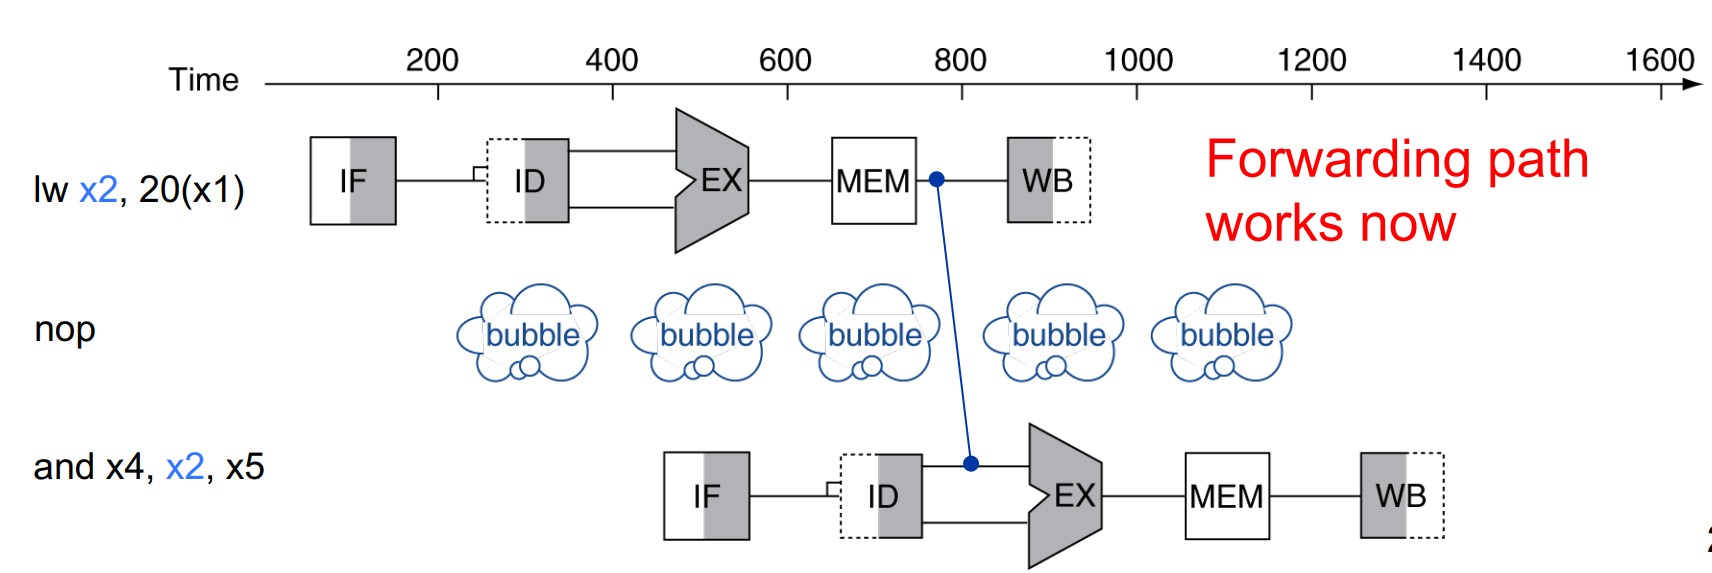 200 400 600 800 1000 1200 1400 1600
Time
lw x2, 20(x1)
IF ID EX MEM WB
Forwarding path
works now
nop
bubble bubble bubble bubble bubble
and x4, x2, x5
IF ID EX MEM WB